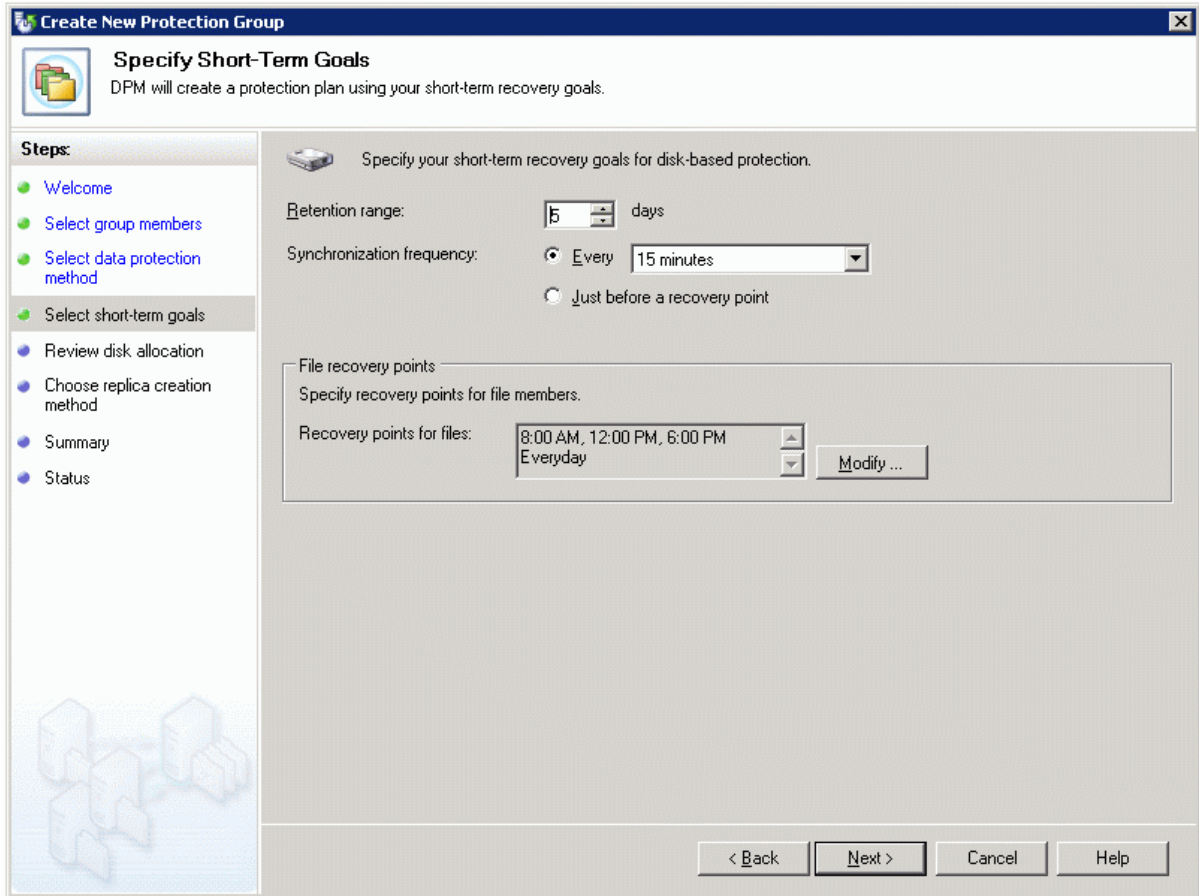 Create New Protection Group
Specify Short-Term Goals
DPM will create a protection plan using your short-term recovery goals.
Steps:
Welcome
Select group members
Select data protection
method
Select short-term goals
Review disk allocation
Choose replica creation
method
Summary
Status
Specify your short-term recovery goals for disk-based protection.
Retention range: 5 days
Synchronization frequency: Every 15 minutes
Just before a recovery point
File recovery points
Specify recovery points for file members.
Recovery points for files: 8:00 AM, 12:00 PM, 6:00 PM
Everyday
Modify ...
< Back Next > Cancel Help